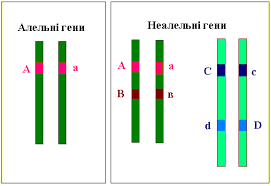 Алельні гени
А а
Неалельні гени
А а
В в
С с
d D